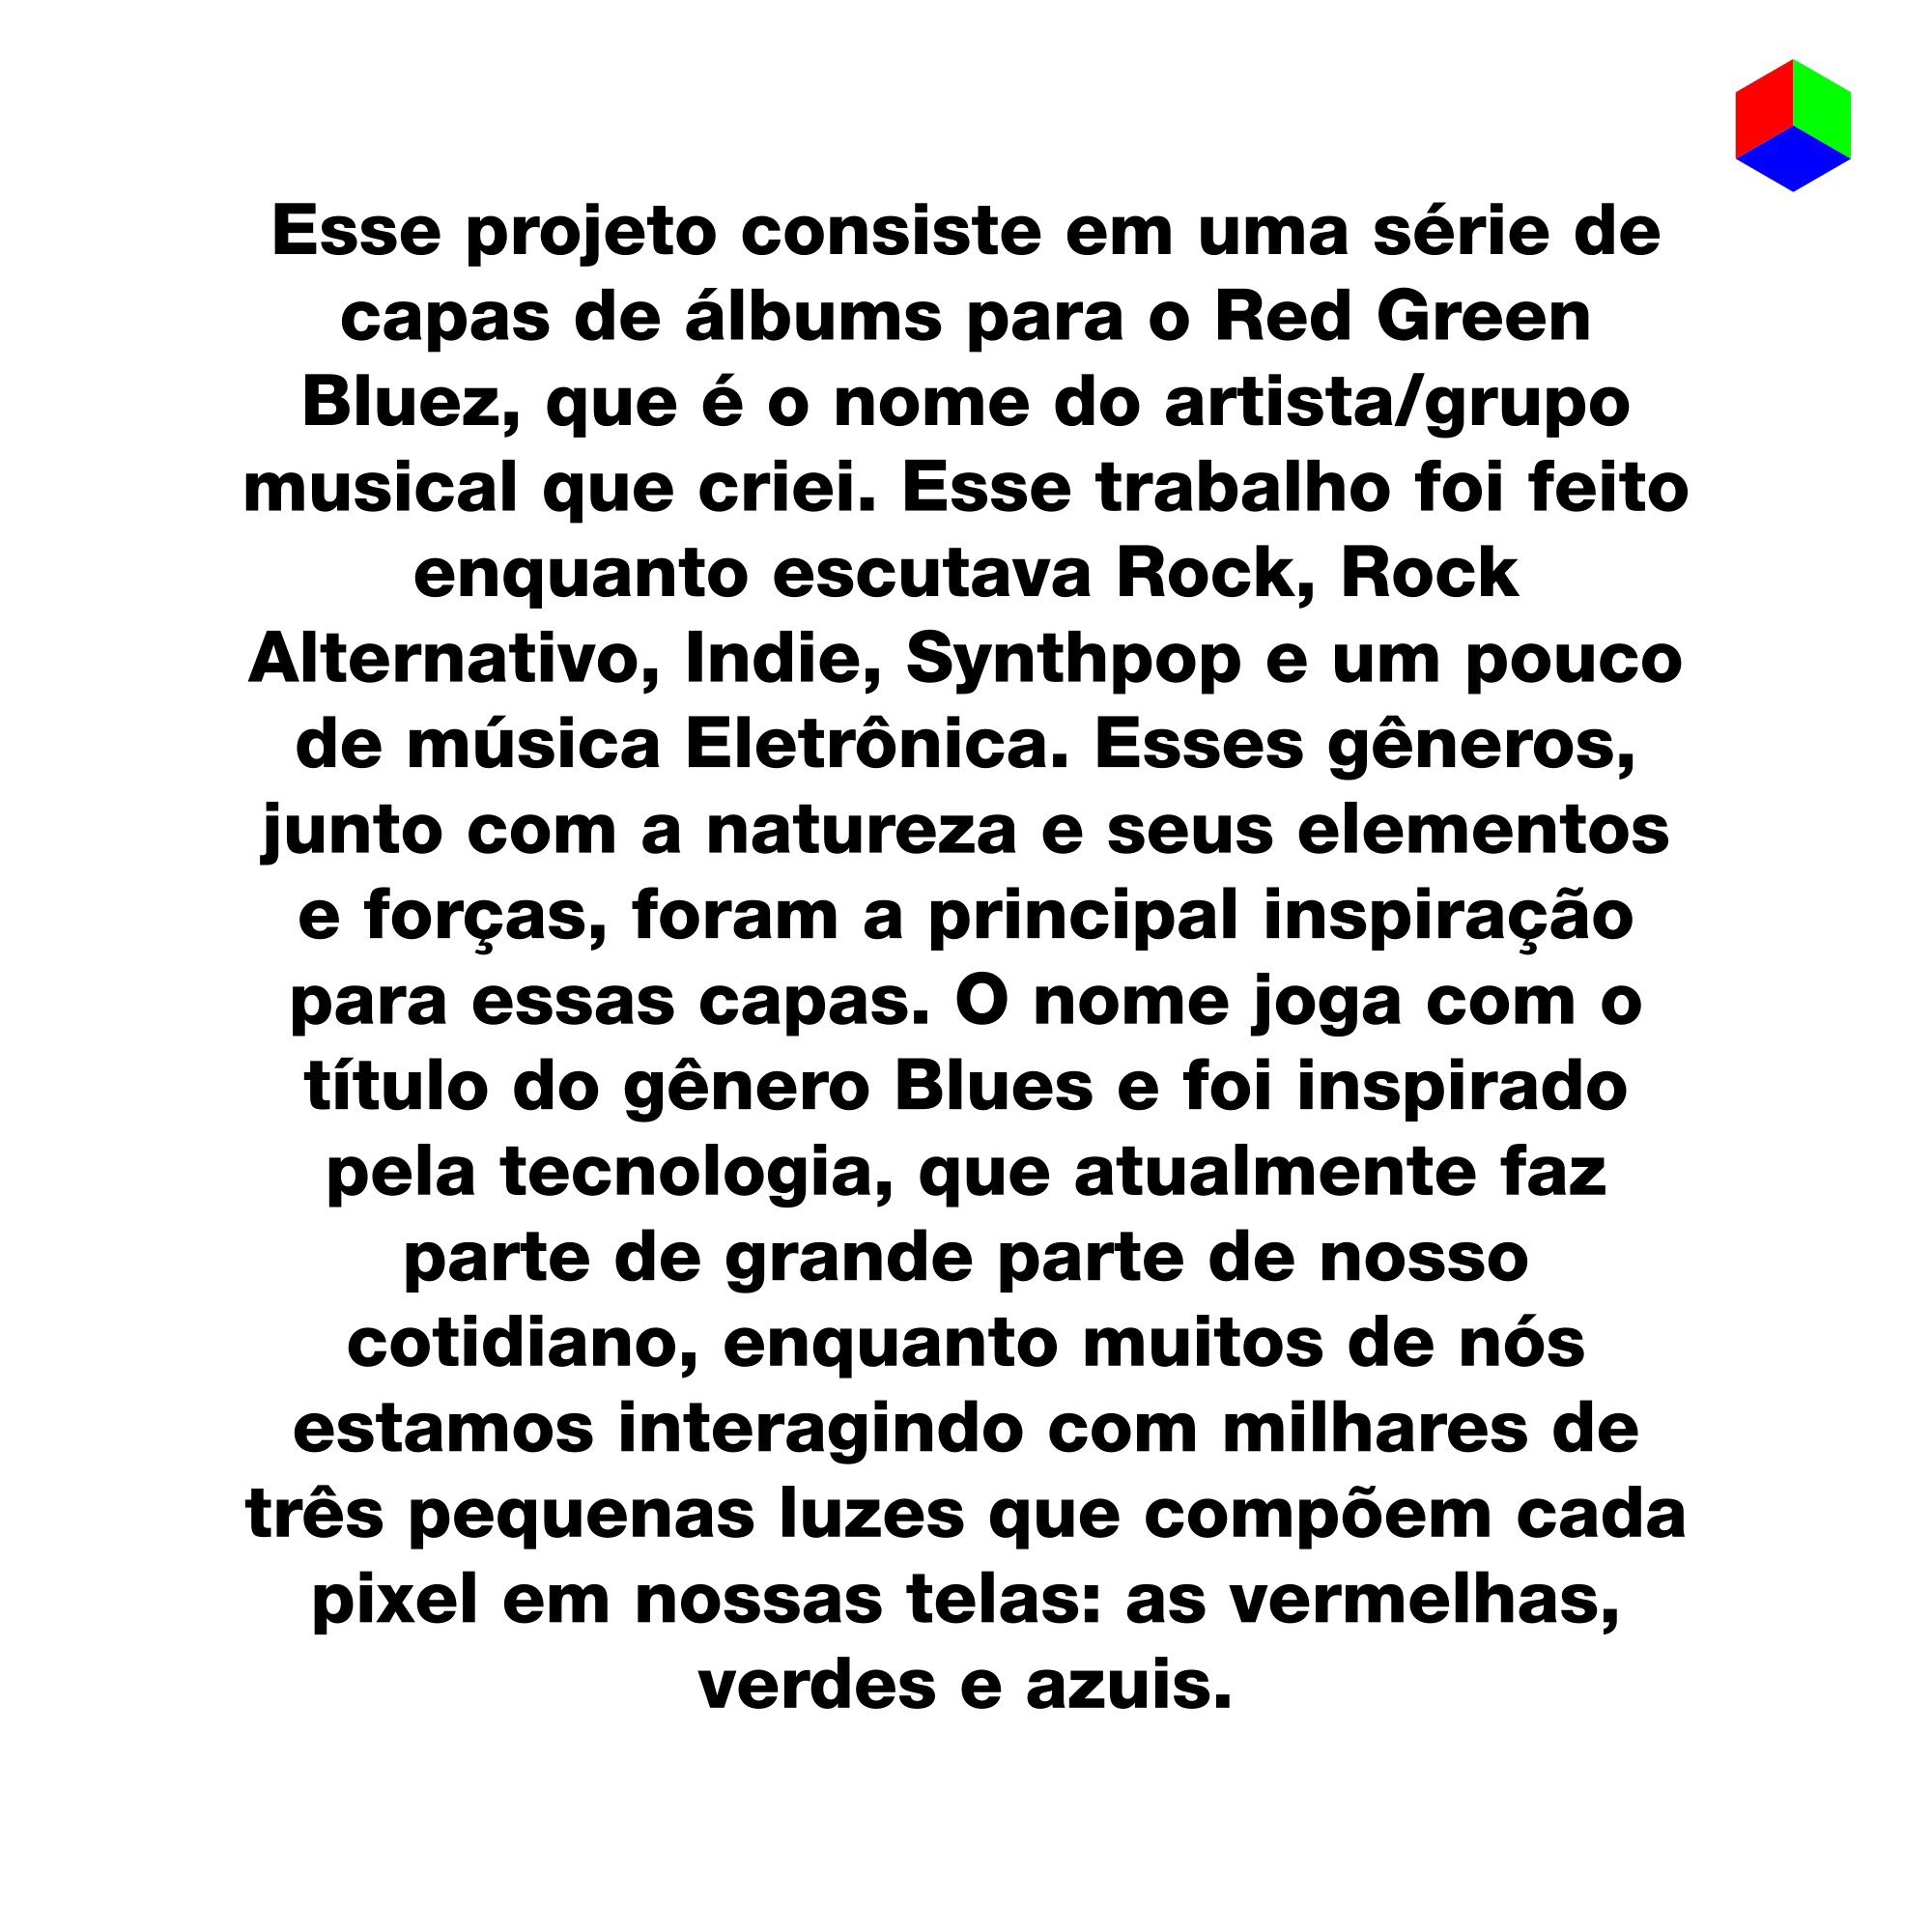 Esse projeto consiste em uma série de
capas de álbums para o Red Green
Bluez, que é o nome do artista/grupo
musical que criei. Esse trabalho foi feito
enquanto escutava Rock, Rock
Alternativo, Indie, Synthpop e um pouco
de música Eletrônica. Esses gêneros,
junto com a natureza e seus elementos
e forças, foram a principal inspiração
para essas capas. O nome joga com o
título do gênero Blues e foi inspirado
pela tecnologia, que atualmente faz
parte de grande parte de nosso
cotidiano, enquanto muitos de nós
estamos interagindo com milhares de
três pequenas luzes que compõem cada
pixel em nossas telas: as vermelhas,
verdes e azuis.